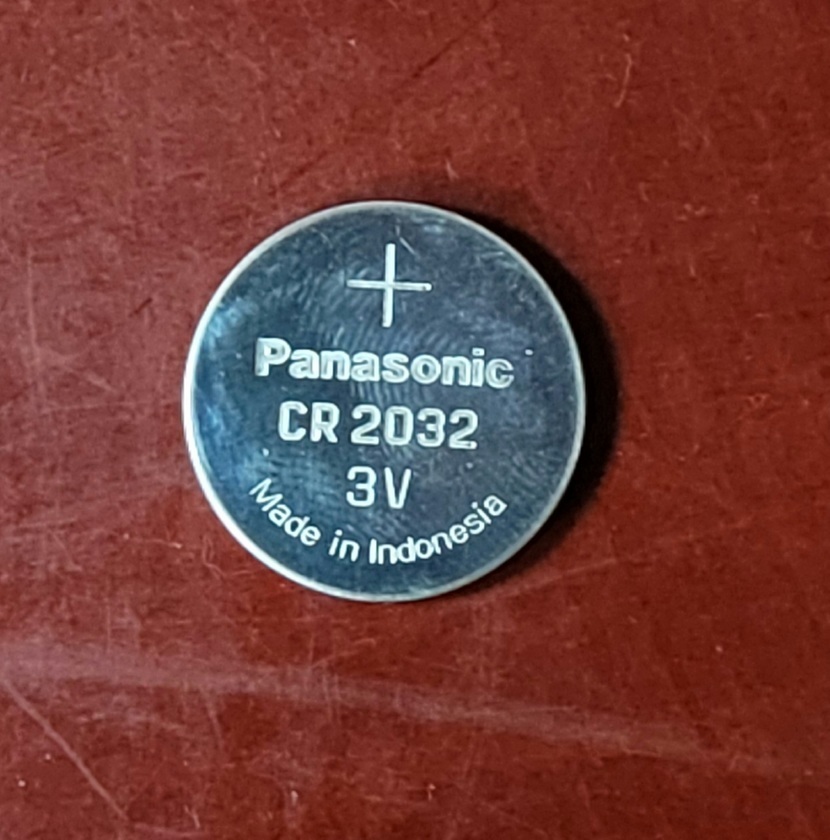 +
Panasonic
CR 2032
3V
Made in Indonesia